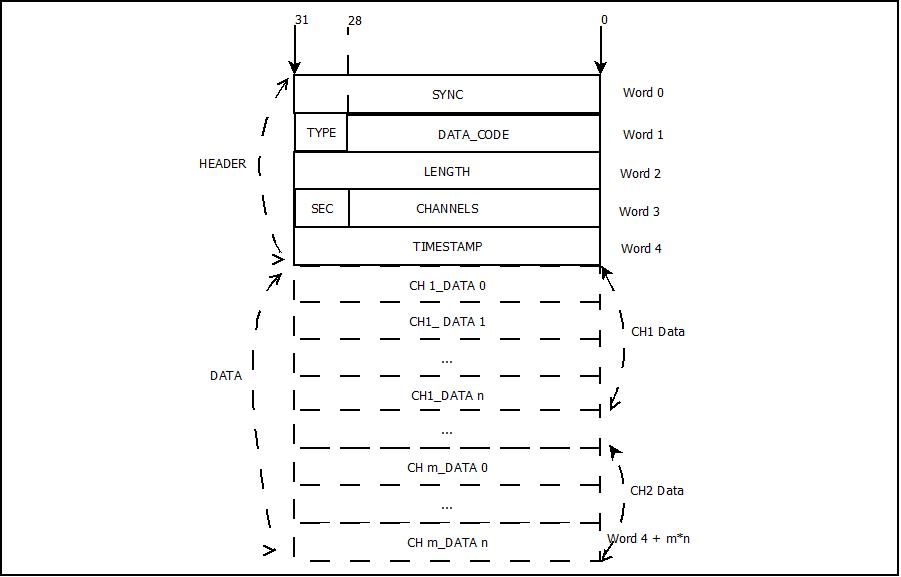 31
28
0
SYNC
Word 0
TYPE
DATA_CODE
Word 1
HEADER
LENGTH
Word 2
SEC
CHANNELS
Word 3
TIMESTAMP
Word 4
CH 1_DATA 0
CH1_ DATA 1
CH1 Data
...
DATA
CH1_DATA n
...
CH m_DATA 0
CH2 Data
...
CH m_DATA n
Word 4 + m*n